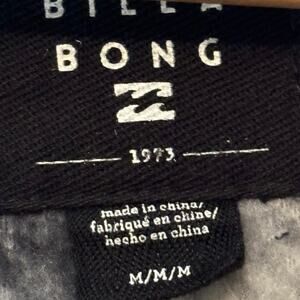 BILLA
BONG
1973
made in china/
fabriqué en chine/
hecho en china
M/M/M